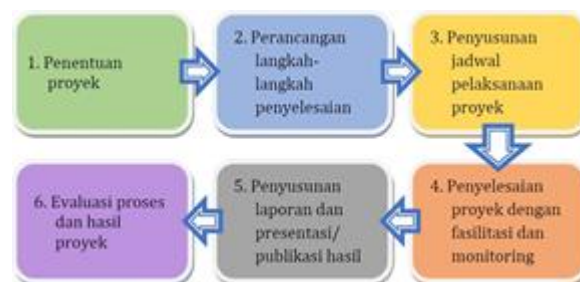 1. Penentuan
proyek
2. Perancangan
langkah-
langkah
penyelesaian
3. Penyusunan
jadwal
pelaksanaan
proyek
4. Penyelesaian
proyek dengan
fasilitasi dan
monitoring
5. Penyusunan
laporan dan
presentasi/
publikasi hasil
6. Evaluasi proses
dan hasil
proyek